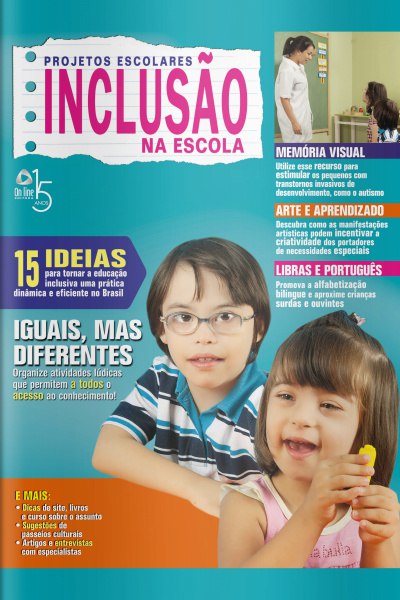 PROJETOS ESCOLARES
INCLUSÃO
NA ESCOLA
On line
EDITORA
15
ANOS
MEMÓRIA VISUAL
Utilize esse recurso para
estimular os pequenos com
transtornos invasivos de
desenvolvimento, como o autismo
ARTE E APRENDIZADO
Descubra como as manifestações
artísticas podem incentivar a
criatividade dos portadores
de necessidades especiais
LIBRAS E PORTUGUÊS
Promova a alfabetização
bilíngue e aproxime crianças
surdas e ouvintes
15 IDEIAS
para tornar a educação
inclusiva uma prática
dinâmica e eficiente no Brasil
IGUAIS, MAS
DIFERENTES
Organize atividades lúdicas
que permitem a todos o
acesso ao conhecimento!
E MAIS:
• Dicas de site, livros
e curso sobre o assunto
• Sugestões de
passeios culturais
• Artigos e entrevistas
com especialistas